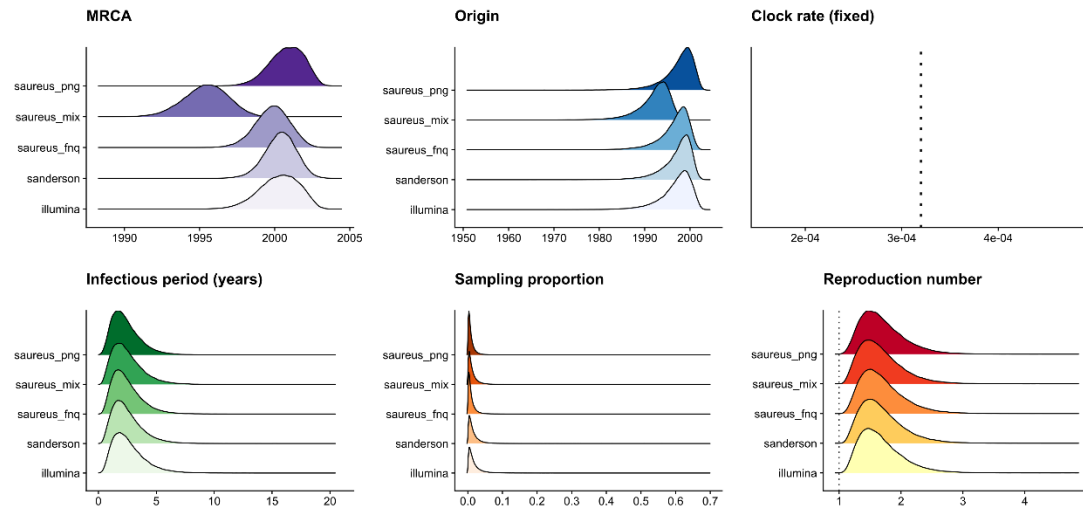 MRCA
saureus_png
saureus_mix
saureus_fnq
sanderson
illumina
1990 1995 2000 2005
Origin
saureus_png
saureus_mix
saureus_fnq
sanderson
illumina
1950 1960 1970 1980 1990 2000
Clock rate (fixed)
2e-04 3e-04 4e-04
Infectious period (years)
saureus_png
saureus_mix
saureus_fnq
sanderson
illumina
0 5 10 15 20
Sampling proportion
saureus_png
saureus_mix
saureus_fnq
sanderson
illumina
0.0 0.1 0.2 0.3 0.4 0.5 0.6 0.7
Reproduction number
saureus_png
saureus_mix
saureus_fnq
sanderson
illumina
1 2 3 4